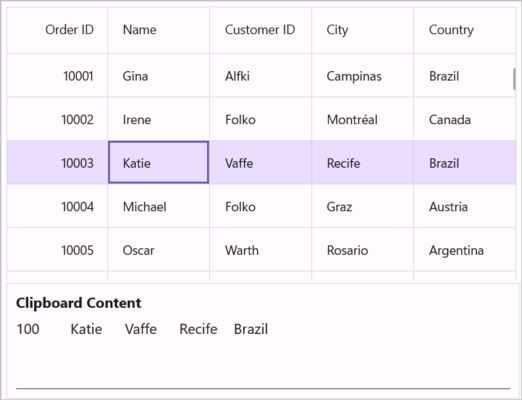 Order ID Name Customer ID City Country
10001 Gina Alfki Campinas Brazil
10002 Irene Folko Montréal Canada
10003 Katie Vaffe Recife Brazil
10004 Michael Folko Graz Austria
10005 Oscar Warth Rosario Argentina
Clipboard Content
100 Katie Vaffe Recife Brazil